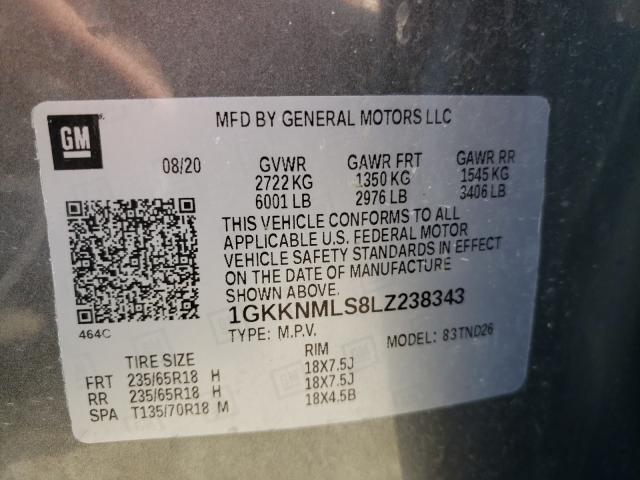 GM
MFD BY GENERAL MOTORS LLC
08/20 GVWR GAWR FRT GAWR RR
2722 KG 1350 KG 1545 KG
6001 LB 2976 LB 3406 LB
THIS VEHICLE CONFORMS TO ALL
APPLICABLE U.S. FEDERAL MOTOR
VEHICLE SAFETY STANDARDS IN EFFECT
ON THE DATE OF MANUFACTURE
SHOWN ABOVE.
1GKKNMLS8LZ238343
464C
TYPE: M.P.V. MODEL: 83TND26
TIRE SIZE RIM
FRT 235/65R18 H 18X7.5J
RR 235/65R18 H 18X7.5J
SPA T135/70R18 M 18X4.5B